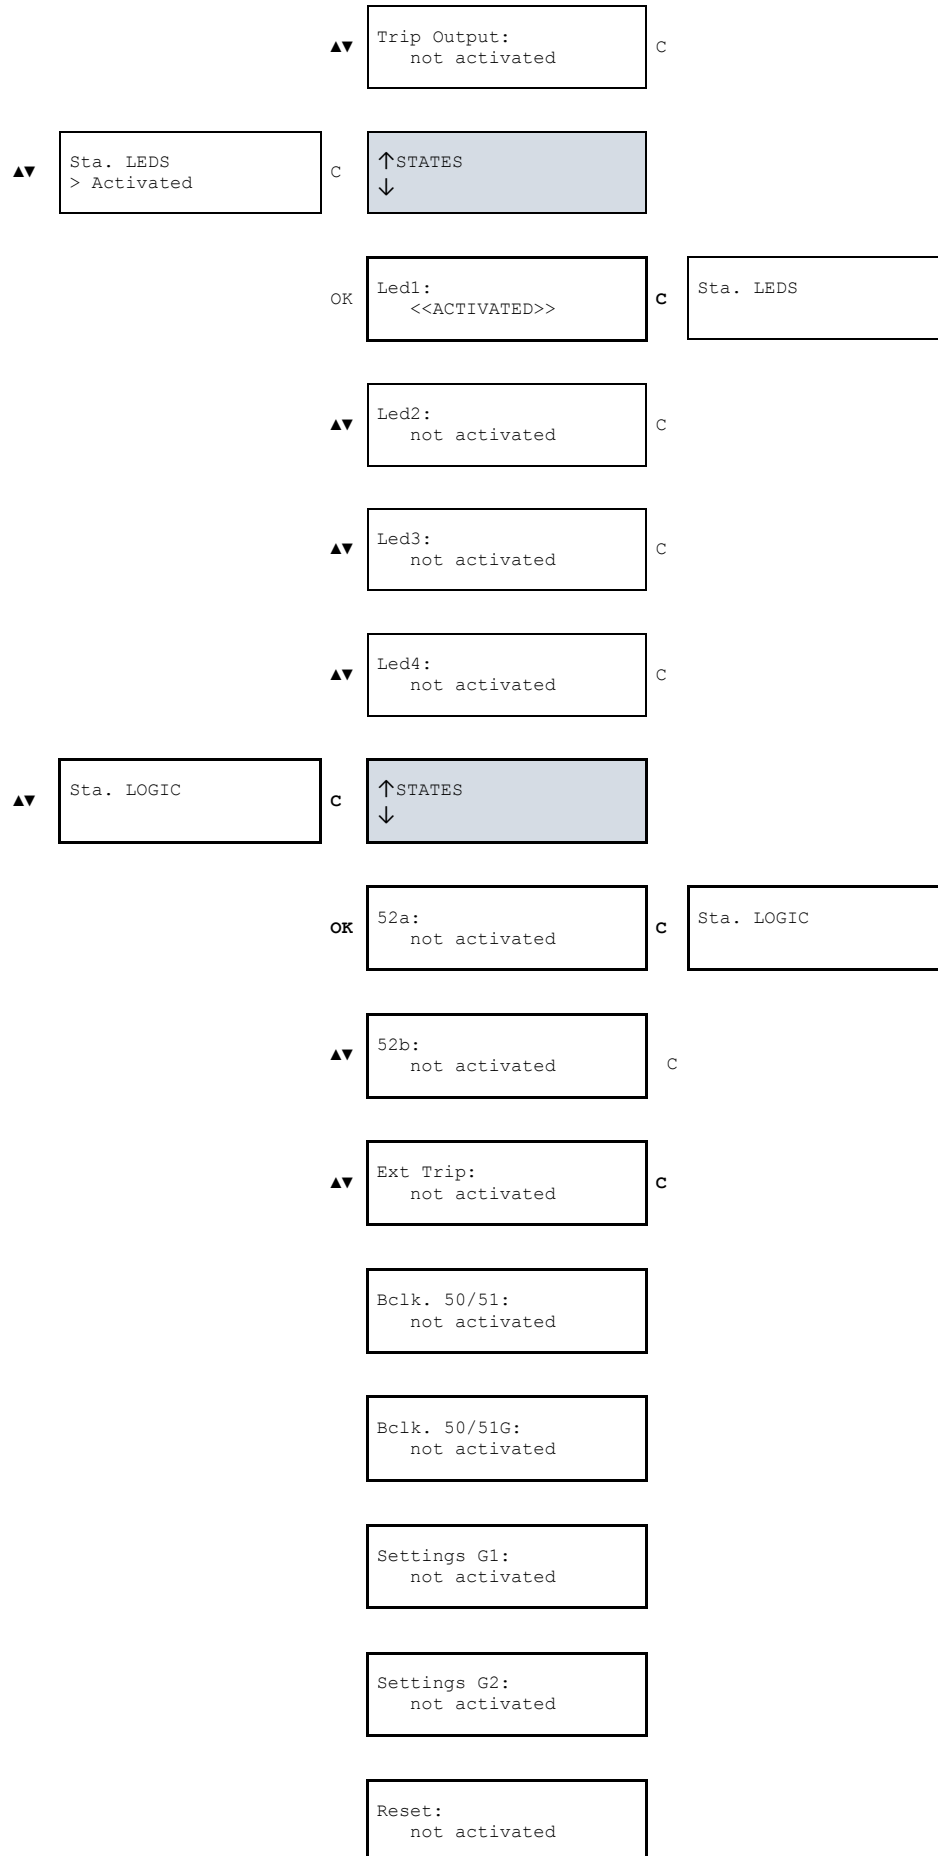 ▲▼ Trip Output: C
not activated
▲▼ Sta. LEDS C ↑STATES
> Activated ↓
OK Led1: C Sta. LEDS
<<ACTIVATED>>
▲▼ Led2: C
not activated
▲▼ Led3: C
not activated
▲▼ Led4: C
not activated
▲▼ Sta. LOGIC C ↑STATES
↓
OK 52a: C Sta. LOGIC
not activated
▲▼ 52b: C
not activated
▲▼ Ext Trip: C
not activated
Bclk. 50/51:
not activated
Bclk. 50/51G:
not activated
Settings G1:
not activated
Settings G2:
not activated
Reset:
not activated